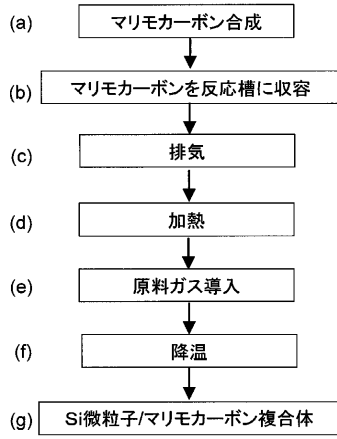 (a) マリモカーボン合成
(b) マリモカーボンを反応槽に収容
(c) 排気
(d) 加熱
(e) 原料ガス導入
(f) 降温
(g) Si微粒子/マリモカーボン複合体